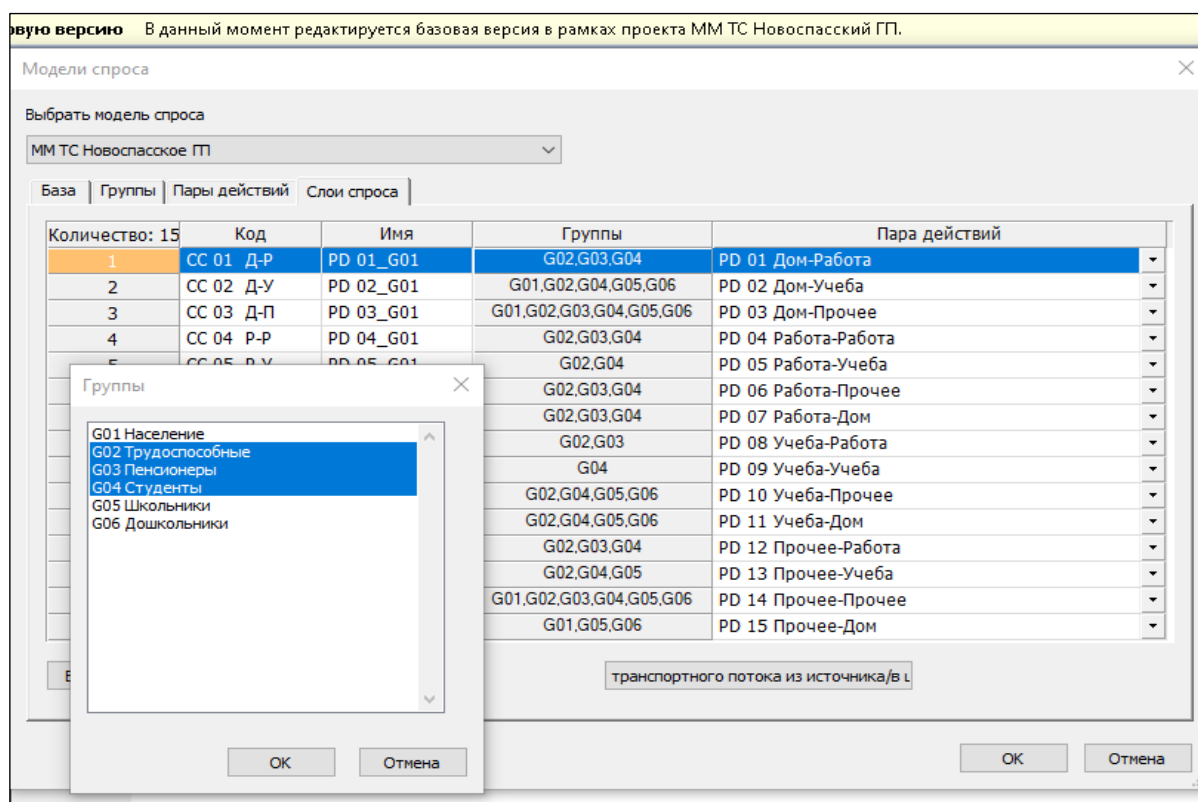 овую версию В данный момент редактируется базовая версия в рамках проекта ММ ТС Новоспасский ГП.
Модели спроса
Выбрать модель спроса
ММ ТС Новоспасское ГП
База Группы Пары действий Слои спроса
Количество: 15 Код Имя Группы Пара действий
1 СС 01 Д-Р PD 01_G01 G02,G03,G04 PD 01 Дом-Работа
2 СС 02 Д-У PD 02_G01 G01,G02,G04,G05,G06 PD 02 Дом-Учеба
3 СС 03 Д-П PD 03_G01 G01,G02,G03,G04,G05,G06 PD 03 Дом-Прочее
4 СС 04 Р-Р PD 04_G01 G02,G03,G04 PD 04 Работа-Работа
5 СС 05 Р-У PD 05_G01 G02,G04 PD 05 Работа-Учеба
G02,G03,G04 PD 06 Работа-Прочее
G02,G03,G04 PD 07 Работа-Дом
G02,G03 PD 08 Учеба-Работа
G04 PD 09 Учеба-Учеба
G02,G04,G05,G06 PD 10 Учеба-Прочее
G02,G04,G05,G06 PD 11 Учеба-Дом
G02,G03,G04 PD 12 Прочее-Работа
G02,G04,G05 PD 13 Прочее-Учеба
G01,G02,G03,G04,G05,G06 PD 14 Прочее-Прочее
G01,G05,G06 PD 15 Прочее-Дом
Группы
G01 Население
G02 Трудоспособные
G03 Пенсионеры
G04 Студенты
G05 Школьники
G06 Дошкольники
транспортного потока из источника/в
ОК Отмена
ОК Отмена